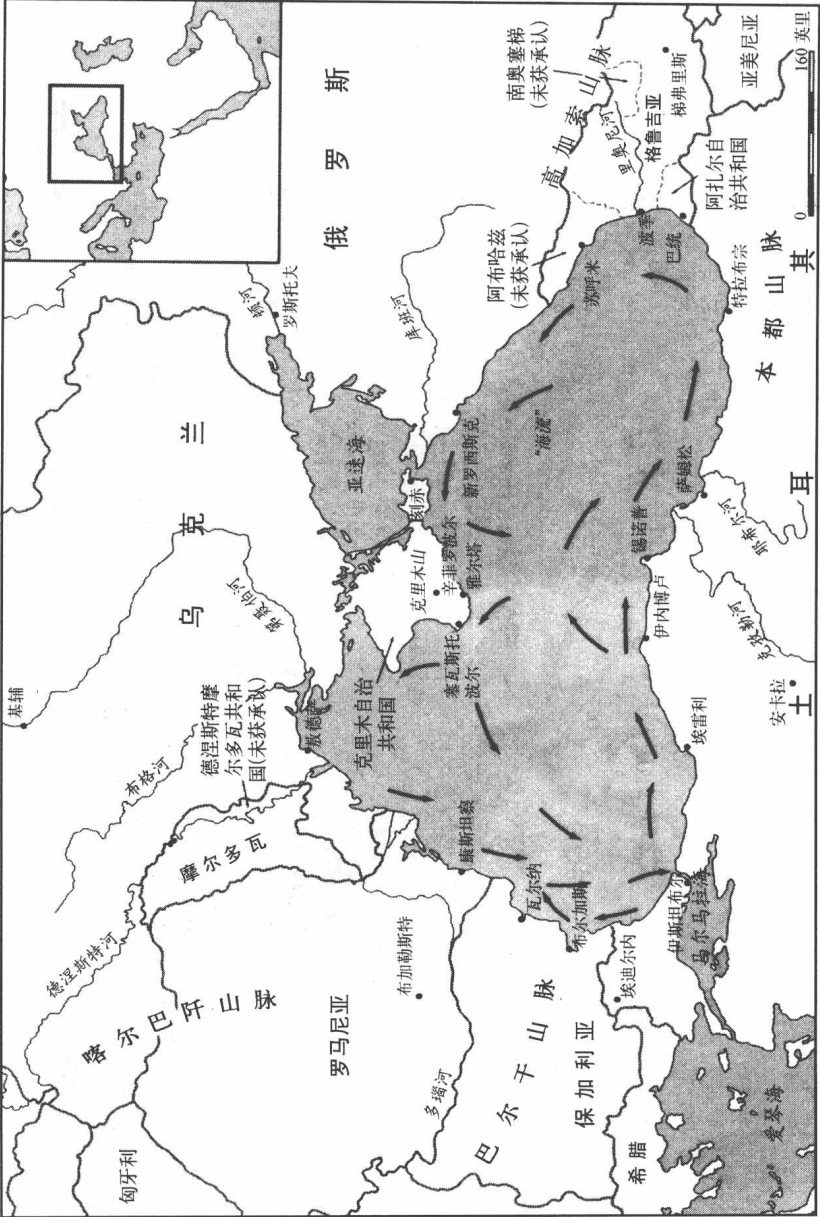 俄罗斯
乌克兰
基辅
德涅斯特摩
尔多瓦共和
国(未获承认)
布格河
摩尔多瓦
德涅斯特河
喀尔巴阡山脉
匈牙利
罗马尼亚
布加勒斯特
多瑙河
巴尔干山脉
保加利亚
希腊
爱琴海
埃迪尔内
马尔马拉海
伊斯坦布尔
布尔加斯
瓦尔纳
康斯坦察
敖德萨
克里木自治
共和国
第聂伯河
克里木山
辛菲罗波尔
雅尔塔
塞瓦斯托
波尔
刻赤
亚速海
顿河
罗斯托夫
库班河
新罗西斯克
“海流”
阿布哈兹
(未获承认)
苏呼米
高加索山脉
南奥塞梯
(未获承认)
里奥尼河
格鲁吉亚
梯弗里斯
亚美尼亚
波季
巴统
阿扎尔自
治共和国
特拉布宗
本都山脉
萨姆松
锡诺普
伊内博卢
埃雷利
安卡拉
土耳其
0
160 英里